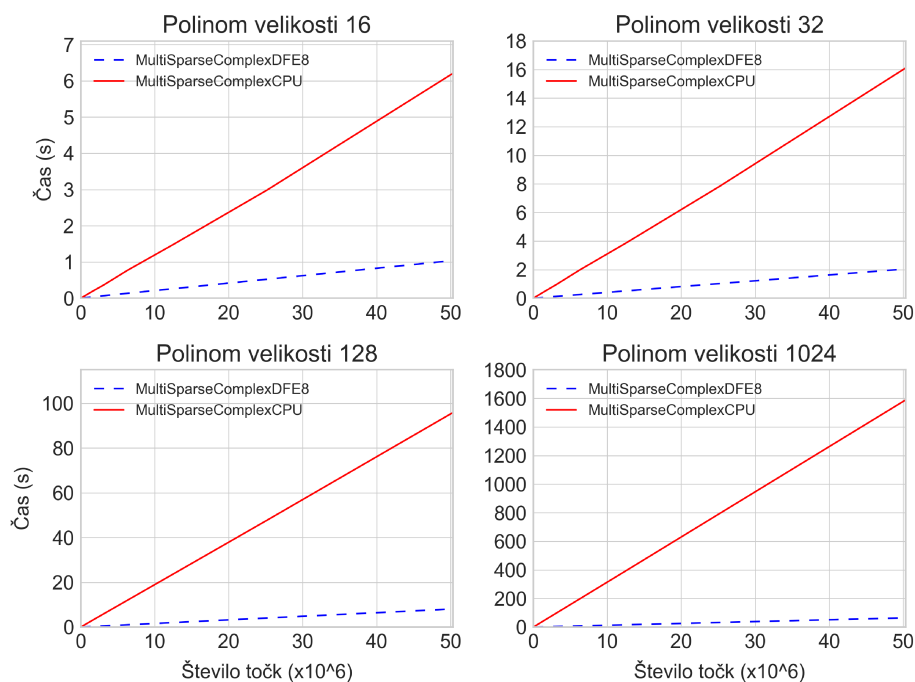 Polinom velikosti 16
7
6
5
4
3
2
1
0
Čas (s)
MultiSparseComplexDFE8
MultiSparseComplexCPU
0 10 20 30 40 50
Polinom velikosti 32
18
16
14
12
10
8
6
4
2
0
MultiSparseComplexDFE8
MultiSparseComplexCPU
0 10 20 30 40 50
Polinom velikosti 128
100
80
60
40
20
0
Čas (s)
MultiSparseComplexDFE8
MultiSparseComplexCPU
0 10 20 30 40 50
Število točk (x10^6)
Polinom velikosti 1024
1800
1600
1400
1200
1000
800
600
400
200
0
MultiSparseComplexDFE8
MultiSparseComplexCPU
0 10 20 30 40 50
Število točk (x10^6)